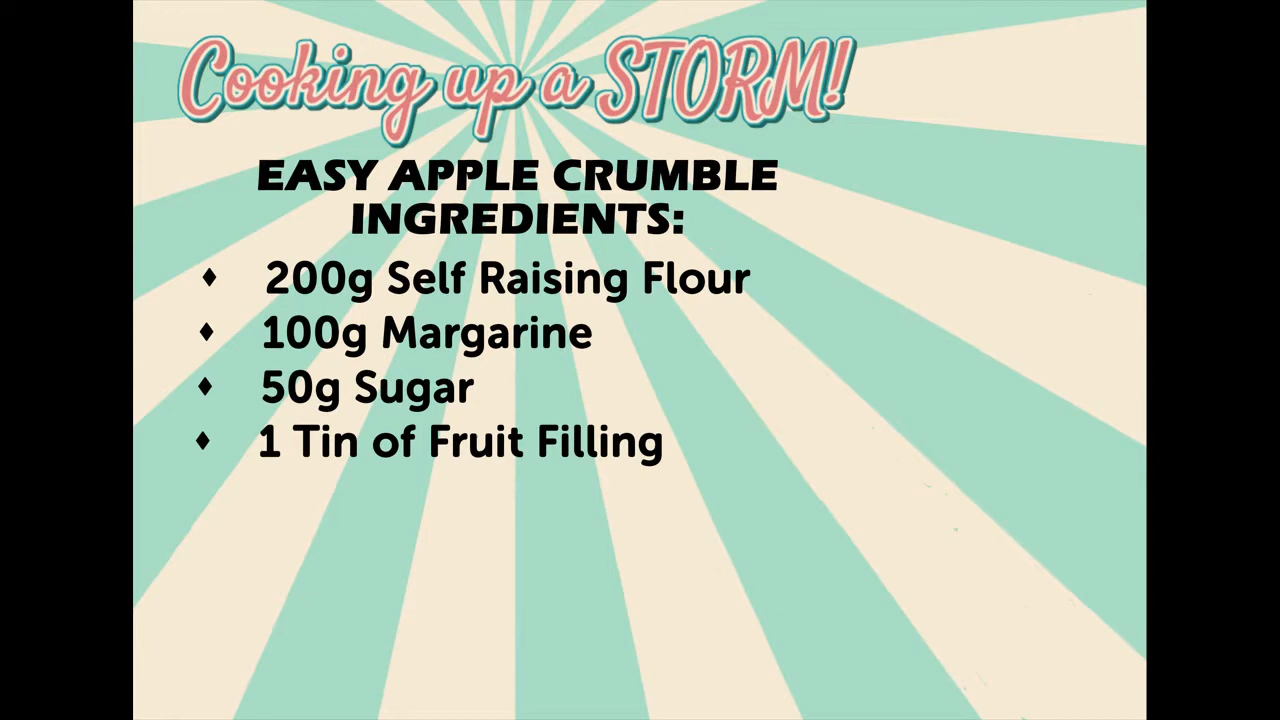 Cooking up a STORM!
EASY APPLE CRUMBLE
INGREDIENTS:
♦ 200g Self Raising Flour
♦ 100g Margarine
♦ 50g Sugar
♦ 1 Tin of Fruit Filling